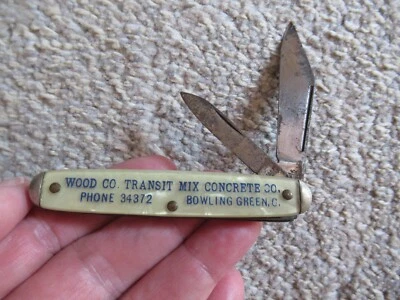 WOOD CO. TRANSIT MIX CONCRETE CO.
PHONE 34372 BOWLING GREEN, O.